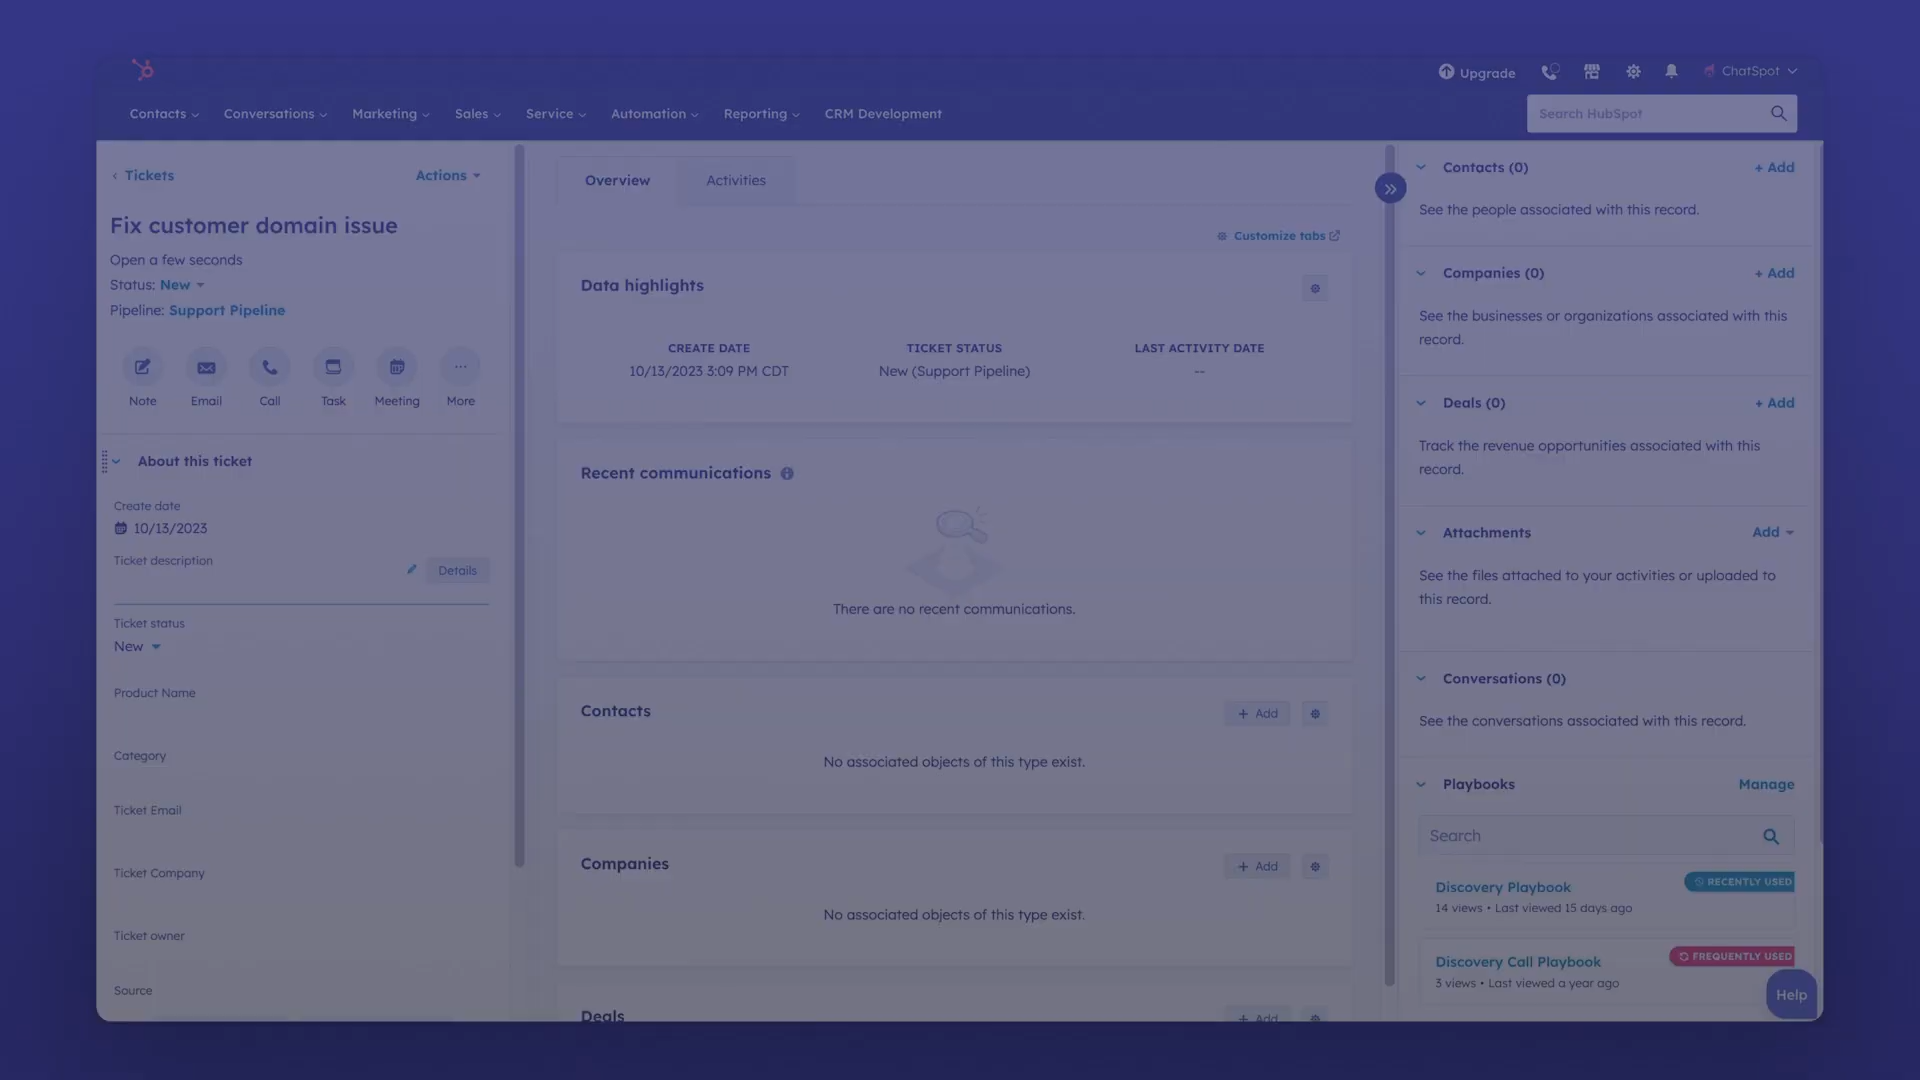 Upgrade
ChatSpot
Contacts
Conversations
Marketing
Sales
Service
Automation
Reporting
CRM Development
Search HubSpot
Tickets
Actions
Fix customer domain issue
Open a few seconds
Status: New
Pipeline: Support Pipeline
Note
Email
Call
Task
Meeting
More
About this ticket
Create date
10/13/2023
Ticket description
Details
Ticket status
New
Product Name
Category
Ticket Email
Ticket Company
Ticket owner
Source
Overview
Activities
Customize tabs
Data highlights
CREATE DATE
10/13/2023 3:09 PM CDT
TICKET STATUS
New (Support Pipeline)
LAST ACTIVITY DATE
--
Recent communications
There are no recent communications.
Contacts
+ Add
No associated objects of this type exist.
Companies
+ Add
No associated objects of this type exist.
Deals
+ Add
Contacts (0)
+ Add
See the people associated with this record.
Companies (0)
+ Add
See the businesses or organizations associated with this
record.
Deals (0)
+ Add
Track the revenue opportunities associated with this
record.
Attachments
Add
See the files attached to your activities or uploaded to
this record.
Conversations (0)
See the conversations associated with this record.
Playbooks
Manage
Search
Discovery Playbook
RECENTLY USED
14 views • Last viewed 15 days ago
Discovery Call Playbook
FREQUENTLY USED
3 views • Last viewed a year ago
Help